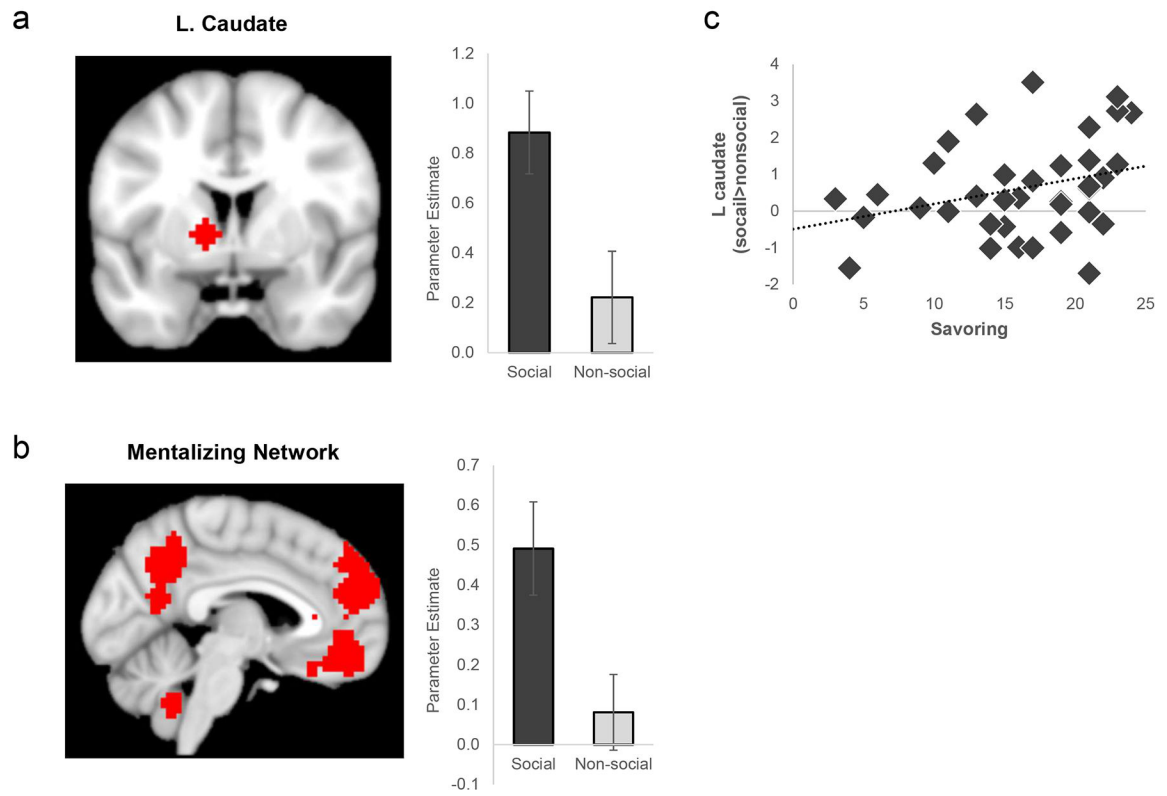 a
L. Caudate
Parameter Estimate
1.2
1.0
0.8
0.6
0.4
0.2
0.0
Social
Non-social
b
Mentalizing Network
Parameter Estimate
0.7
0.6
0.5
0.4
0.3
0.2
0.1
0.0
-0.1
Social
Non-social
c
L caudate
(socail>nonsocial)
4
3
2
1
0
-1
-2
0
5
10
15
20
25
Savoring